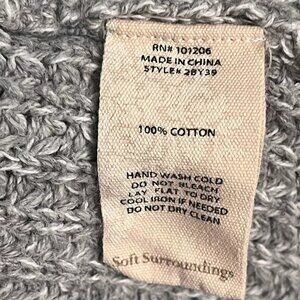 RN# 101206
MADE IN CHINA
STYLE# 2BY39
100% COTTON
HAND WASH COLD
DO NOT BLEACH
LAY FLAT TO DRY
COOL IRON IF NEEDED
DO NOT DRY CLEAN
Soft Surroundings